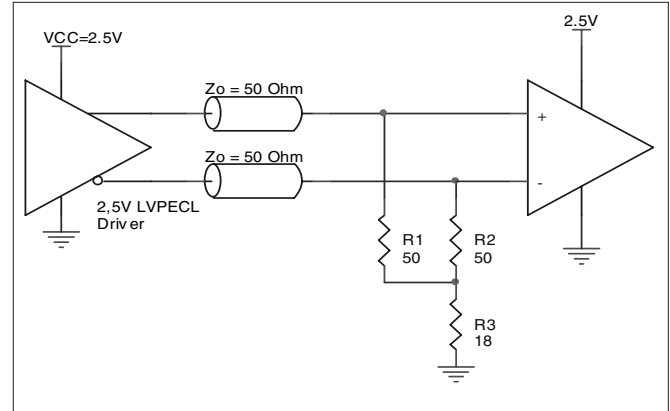 VCC=2.5V
2.5V
Zo = 50 Ohm
+
Zo = 50 Ohm
-
2,5V LVPECL
Driver
R1
50
R2
50
R3
18